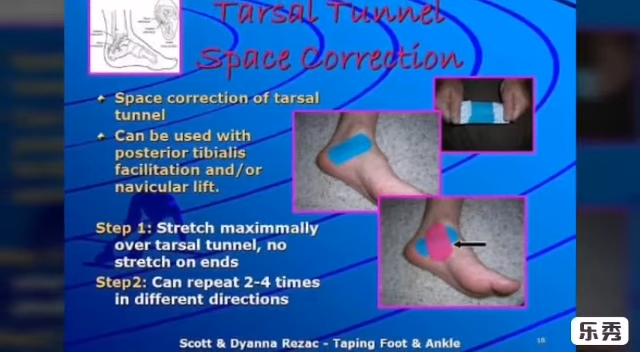 Tarsal Tunnel
Space Correction
Space correction of tarsal
tunnel
Can be used with
posterior tibialis
facilitation and/or
navicular lift.
Step 1: Stretch maximmally
over tarsal tunnel, no
stretch on ends
Step2: Can repeat 2-4 times
in different directions
Scott & Dyanna Rezac - Taping Foot & Ankle
18
乐秀